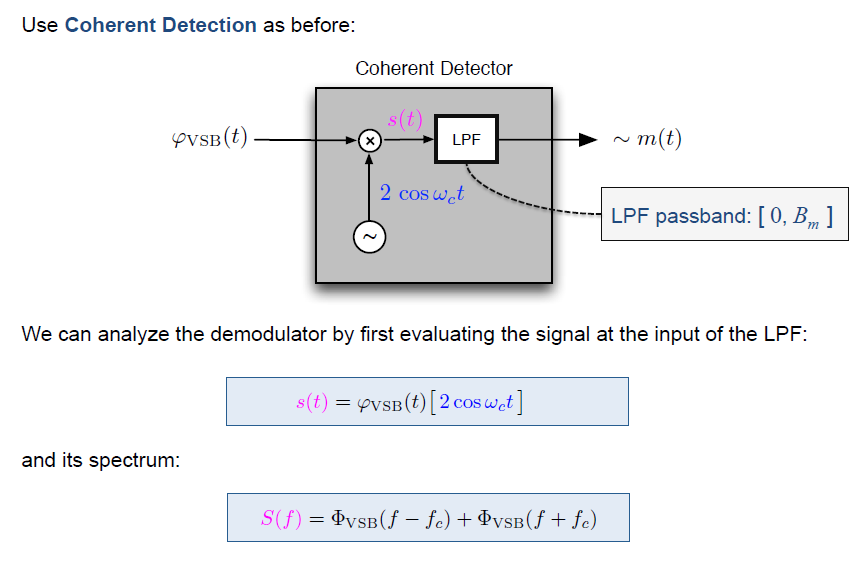 Use Coherent Detection as before:
Coherent Detector
φVSB(t)
s(t)
×
LPF
∼ m(t)
2 cos ωct
LPF passband: [ 0, Bm ]
~
We can analyze the demodulator by first evaluating the signal at the input of the LPF:
s(t) = φVSB(t)[2 cos ωct]
and its spectrum:
S(f) = ΦVSB(f − fc) + ΦVSB(f + fc)